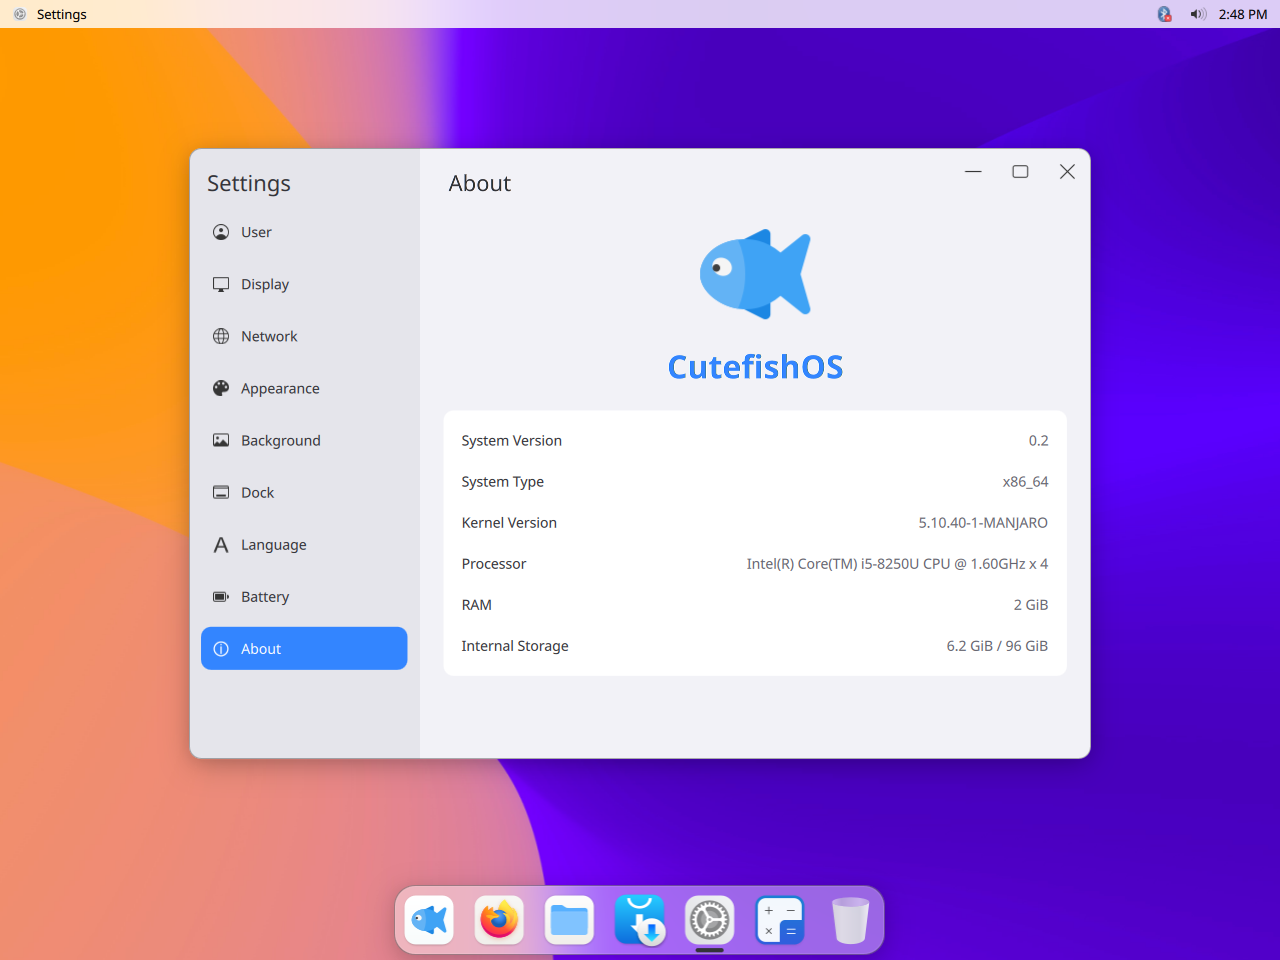 Settings
2:48 PM
Settings
About
User
Display
Network
Appearance
Background
Dock
Language
Battery
About
CutefishOS
System Version 0.2
System Type x86_64
Kernel Version 5.10.40-1-MANJARO
Processor Intel(R) Core(TM) i5-8250U CPU @ 1.60GHz x 4
RAM 2 GiB
Internal Storage 6.2 GiB / 96 GiB